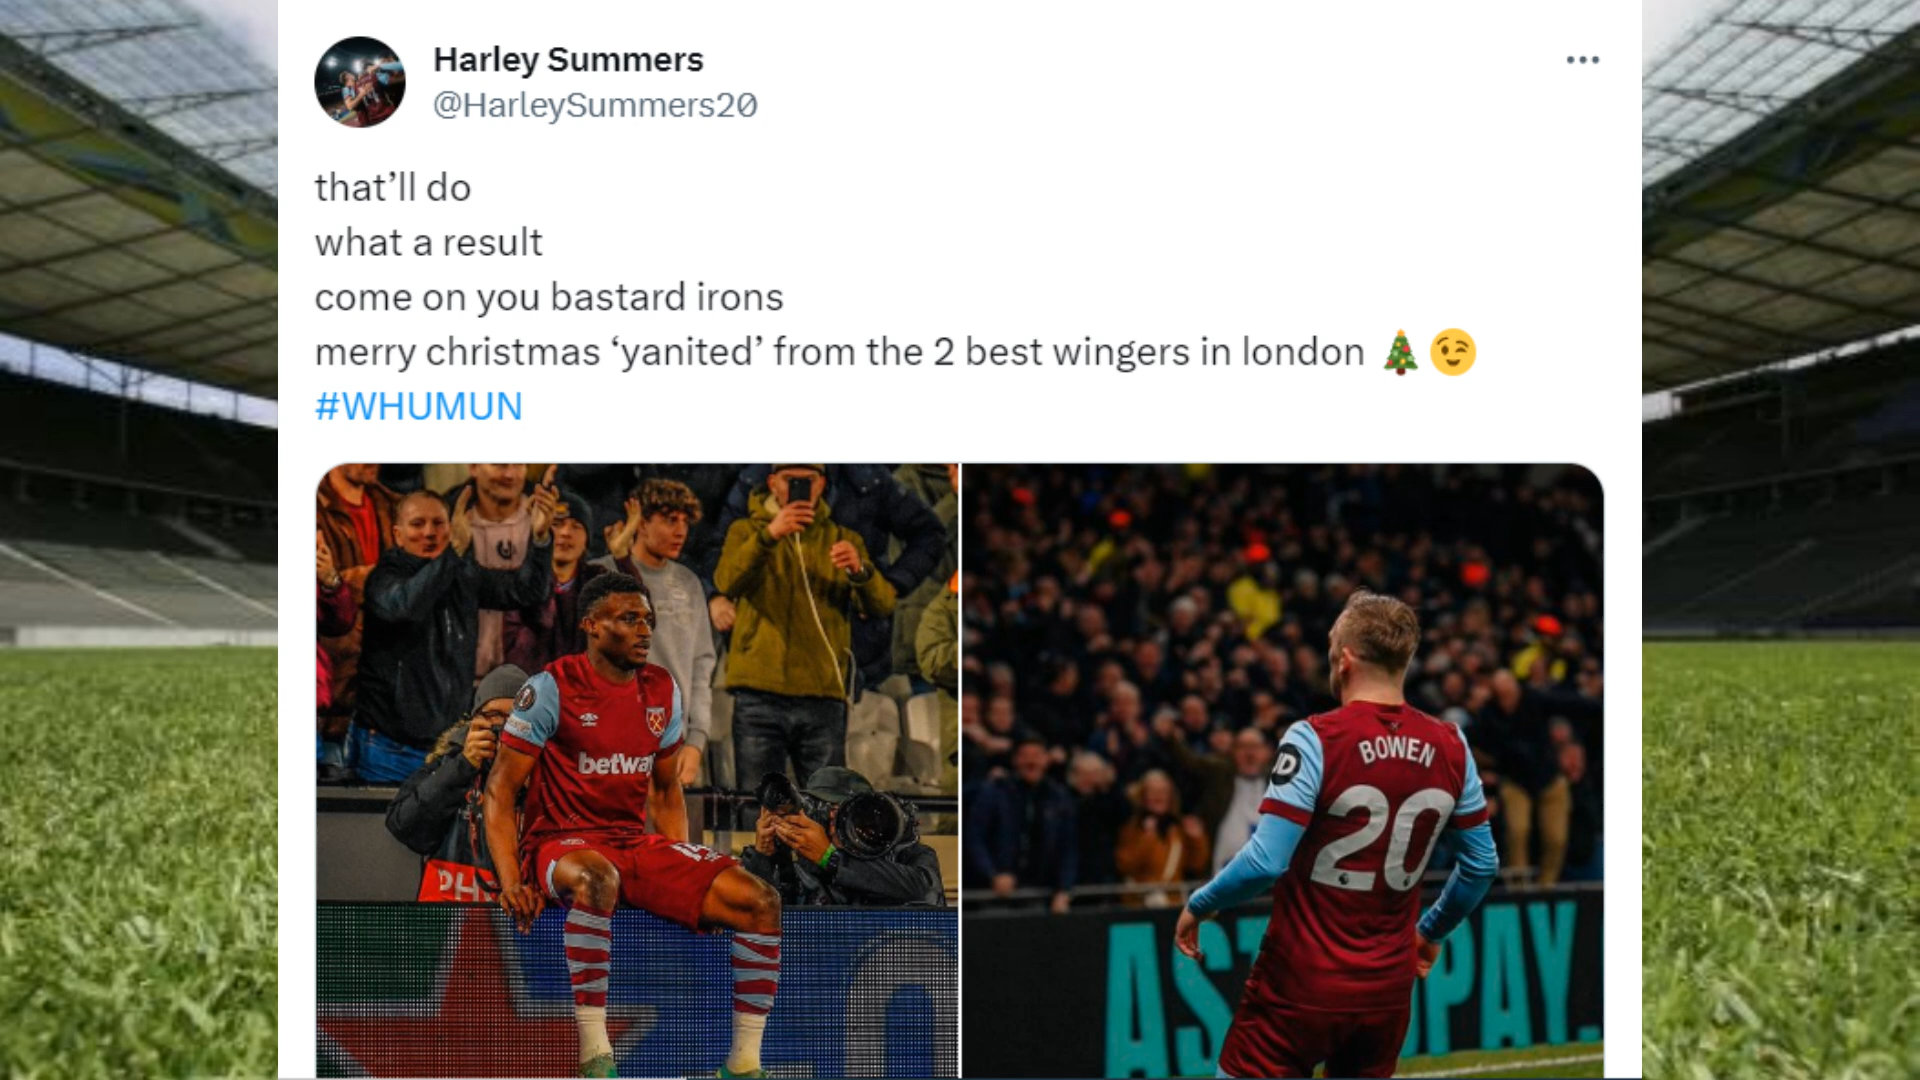 Harley Summers
@HarleySummers20
that’ll do
what a result
come on you bastard irons
merry christmas ‘yanited’ from the 2 best wingers in london 🎄😉
#WHUMUN
betway
BOWEN
20